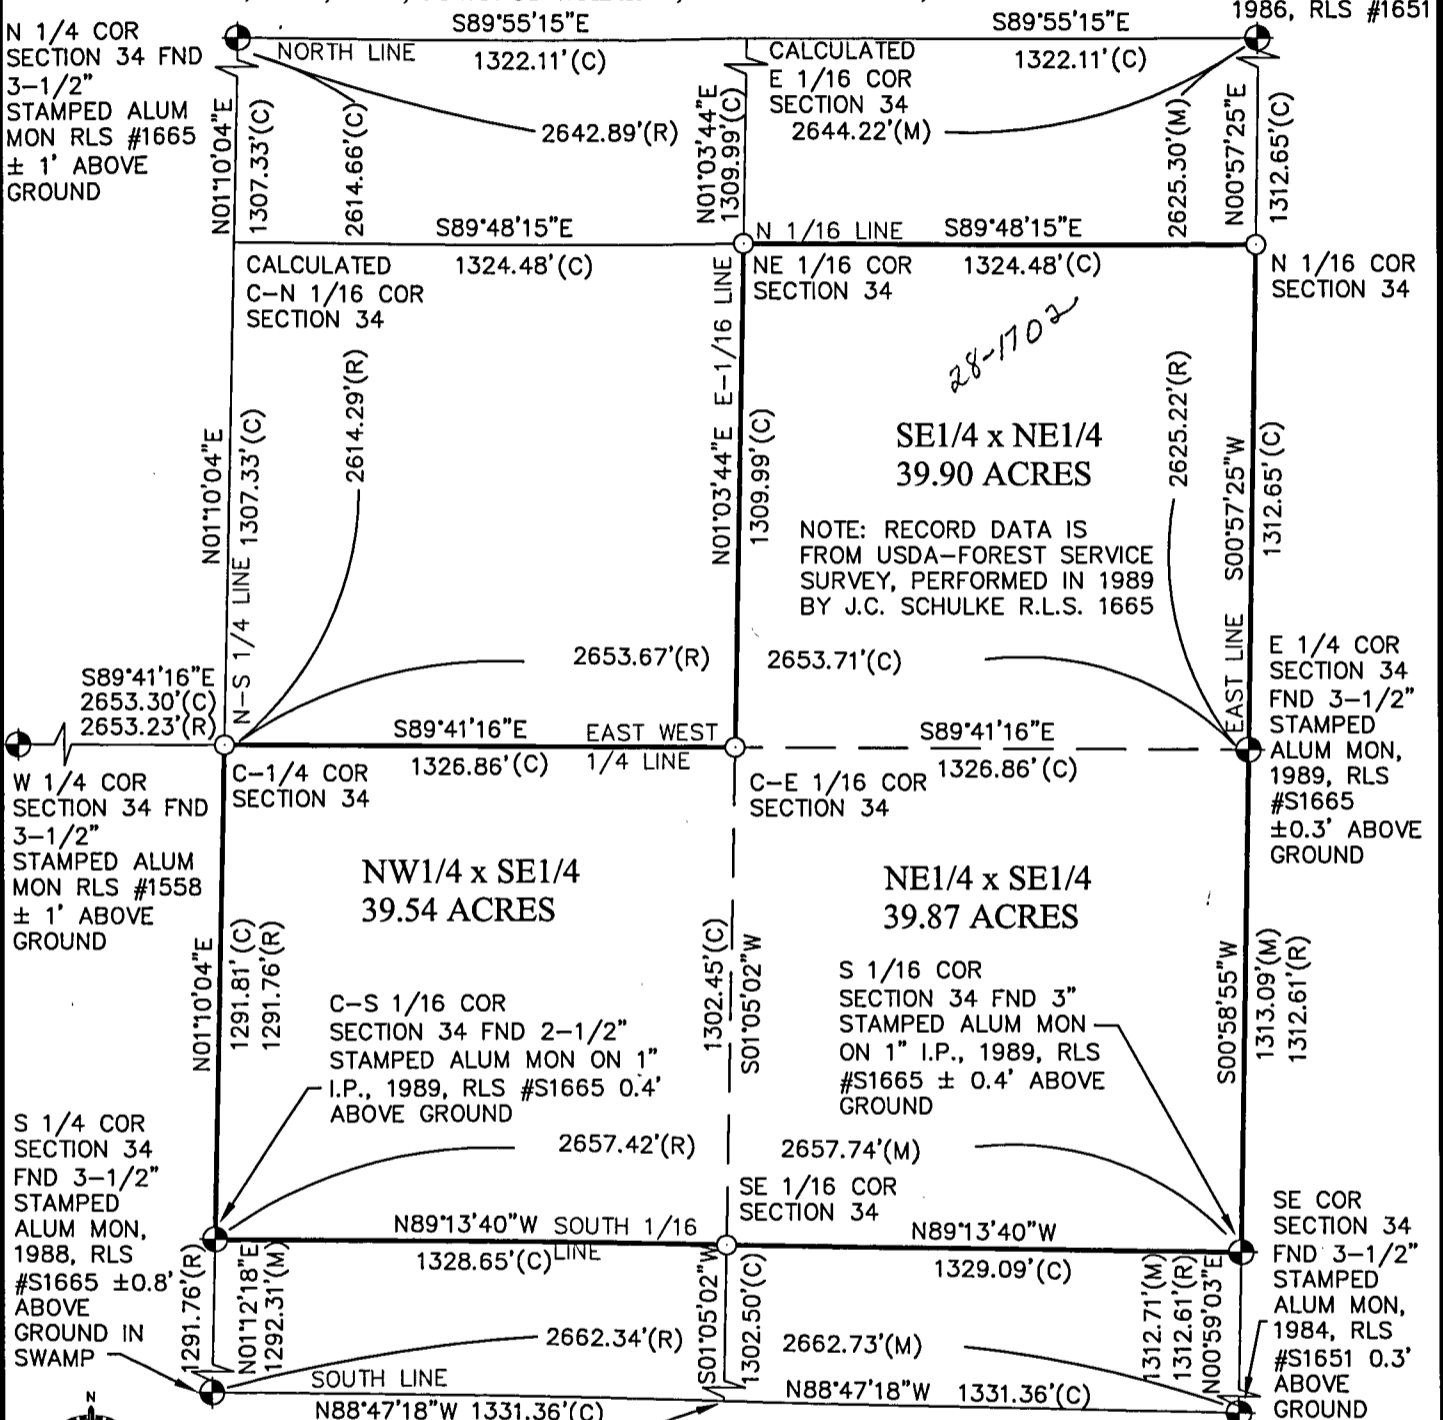 1986, RLS #1651
N 1/4 COR
SECTION 34 FND
3-1/2"
STAMPED ALUM
MON RLS #1665
± 1' ABOVE
GROUND
S89°55'15"E
NORTH LINE
1322.11'(C)
S89°55'15"E
1322.11'(C)
CALCULATED
E 1/16 COR
SECTION 34
2642.89'(R)
2644.22'(M)
N01°10'04"E
1307.33'(C)
2614.66'(C)
N01°03'44"E
1309.99'(C)
2625.30'(M)
N00°57'25"E
1312.65'(C)
S89°48'15"E
1324.48'(C)
CALCULATED
C-N 1/16 COR
SECTION 34
N 1/16 LINE
S89°48'15"E
1324.48'(C)
NE 1/16 COR
SECTION 34
N 1/16 COR
SECTION 34
28-1702
N01°10'04"E
N-S 1/4 LINE 1307.33'(C)
2614.29'(R)
N01°03'44"E E-1/16 LINE
1309.99'(C)
SE1/4 x NE1/4
39.90 ACRES
2625.22'(R)
EAST LINE S00°57'25"W
1312.65'(C)
NOTE: RECORD DATA IS
FROM USDA-FOREST SERVICE
SURVEY, PERFORMED IN 1989
BY J.C. SCHULKE R.L.S. 1665
2653.67'(R)
2653.71'(C)
S89°41'16"E
2653.30'(C)
2653.23'(R)
W 1/4 COR
SECTION 34 FND
3-1/2"
STAMPED ALUM
MON RLS #1558
± 1' ABOVE
GROUND
S89°41'16"E
1326.86'(C)
EAST WEST
1/4 LINE
S89°41'16"E
1326.86'(C)
C-1/4 COR
SECTION 34
C-E 1/16 COR
SECTION 34
E 1/4 COR
SECTION 34
FND 3-1/2"
STAMPED
ALUM MON,
1989, RLS
#S1665
±0.3' ABOVE
GROUND
NW1/4 x SE1/4
39.54 ACRES
NE1/4 x SE1/4
39.87 ACRES
N01°10'04"E
1291.81' (C)
1291.76'(R)
C-S 1/16 COR
SECTION 34 FND 2-1/2"
STAMPED ALUM MON ON 1"
I.P., 1989, RLS #S1665 0.4'
ABOVE GROUND
1302.45'(C)
S01°05'02"W
S 1/16 COR
SECTION 34 FND 3"
STAMPED ALUM MON
ON 1" I.P., 1989, RLS
#S1665 ± 0.4' ABOVE
GROUND
S00°58'55"W
1313.09'(M)
1312.61'(R)
2657.42'(R)
2657.74'(M)
S 1/4 COR
SECTION 34
FND 3-1/2"
STAMPED
ALUM MON,
1988, RLS
#S1665 ±0.8'
ABOVE
GROUND IN
SWAMP
N89°13'40"W
1328.65'(C)
SOUTH 1/16
LINE
SE 1/16 COR
SECTION 34
N89°13'40"W
1329.09'(C)
SE COR
SECTION 34
FND 3-1/2"
STAMPED
ALUM MON,
1984, RLS
#S1651 0.3'
ABOVE
GROUND
1291.76'(R)
N01°12'18"E
1292.31'(M)
S01°05'02"W
1302.50'(C)
1312.71'(M)
1312.61'(R)
N00°59'03"E
2662.34'(R)
2662.73'(M)
SOUTH LINE
N88°47'18"W 1331.36'(C)
N88°47'18"W 1331.36'(C)
N